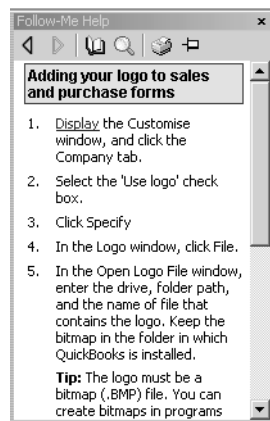 Follow-Me Help
Adding your logo to sales
and purchase forms
1. Display the Customise
window, and click the
Company tab.
2. Select the 'Use logo' check
box.
3. Click Specify
4. In the Logo window, click File.
5. In the Open Logo File window,
enter the drive, folder path,
and the name of file that
contains the logo. Keep the
bitmap in the folder in which
QuickBooks is installed.
Tip: The logo must be a
bitmap (.BMP) file. You can
create bitmaps in programs